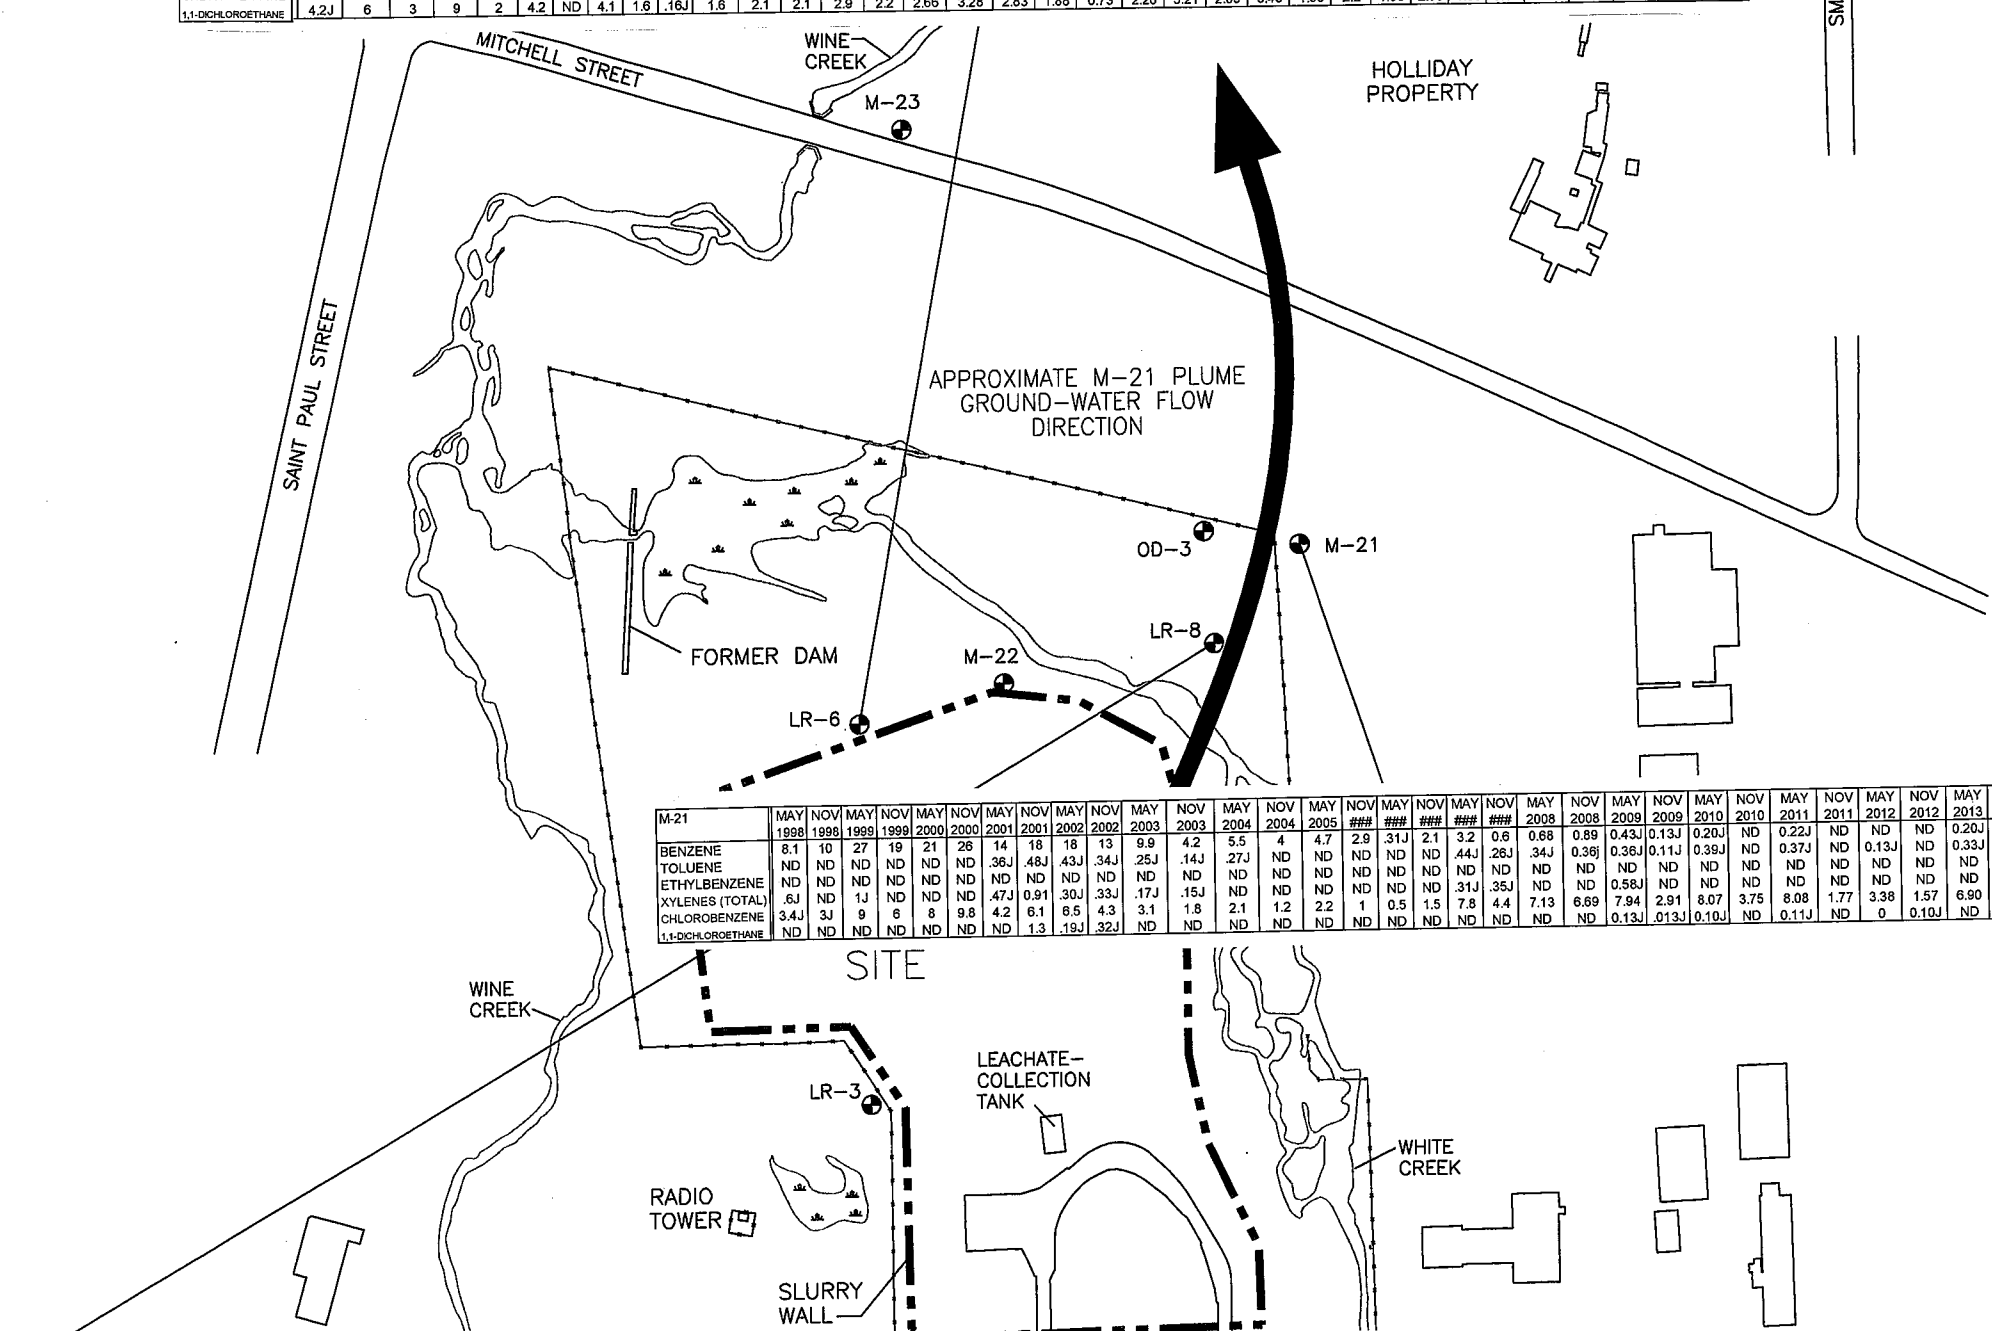 1,1-DICHLOROETHANE 4.2J 6 3 9 2 4.2 ND 4.1 1.6 .16J 1.6 2.1 2.1 2.9 2.2 2.66 3.28 2.83 1.88 0.73
MITCHELL STREET
WINE
CREEK
M-23
HOLLIDAY
PROPERTY
SM
SAINT PAUL STREET
APPROXIMATE M-21 PLUME
GROUND-WATER FLOW
DIRECTION
OD-3
M-21
LR-8
FORMER DAM
M-22
LR-6
M-21 MAY NOV MAY NOV MAY NOV MAY NOV MAY NOV MAY NOV MAY NOV MAY NOV MAY NOV MAY NOV MAY NOV MAY NOV MAY NOV MAY NOV MAY NOV MAY
1998 1998 1999 1999 2000 2000 2001 2001 2002 2002 2003 2003 2004 2004 2005 ### ### ### ### ### 2008 2008 2009 2009 2010 2010 2011 2011 2012 2012 2013
BENZENE 8.1 10 27 19 21 26 14 18 18 13 9.9 4.2 5.5 4 4.7 2.9 .31J 2.1 3.2 0.6 0.68 0.89 0.43J 0.13J 0.20J ND 0.22J ND ND ND 0.20J
TOLUENE ND ND ND ND ND ND .36J .48J .43J .34J .25J .14J .27J ND ND ND ND ND .44J .26J .34J 0.36j 0.36J 0.11J 0.39J ND 0.37J ND 0.13J ND 0.33J
ETHYLBENZENE ND ND ND ND ND ND ND ND ND ND ND ND ND ND ND ND ND ND ND ND ND ND ND ND ND ND ND ND ND ND ND
XYLENES (TOTAL) .6J ND 1J ND ND ND .47J 0.91 .30J .33J .17J .15J ND ND ND ND ND ND .31J .35J ND ND 0.58J ND ND ND ND ND ND ND ND
CHLOROBENZENE 3.4J 3J 9 6 8 9.8 4.2 6.1 6.5 4.3 3.1 1.8 2.1 1.2 2.2 1 0.5 1.5 7.8 4.4 7.13 6.69 7.94 2.91 8.07 3.75 8.08 1.77 3.38 1.57 6.90
1,1-DICHLOROETHANE ND ND ND ND ND ND ND 1.3 .19J .32J ND ND ND ND ND ND ND ND ND ND ND ND 0.13J .013J 0.10J ND 0.11J ND 0 0.10J ND
SITE
WINE
CREEK
LEACHATE-
COLLECTION
TANK
LR-3
WHITE
CREEK
RADIO
TOWER
SLURRY
WALL